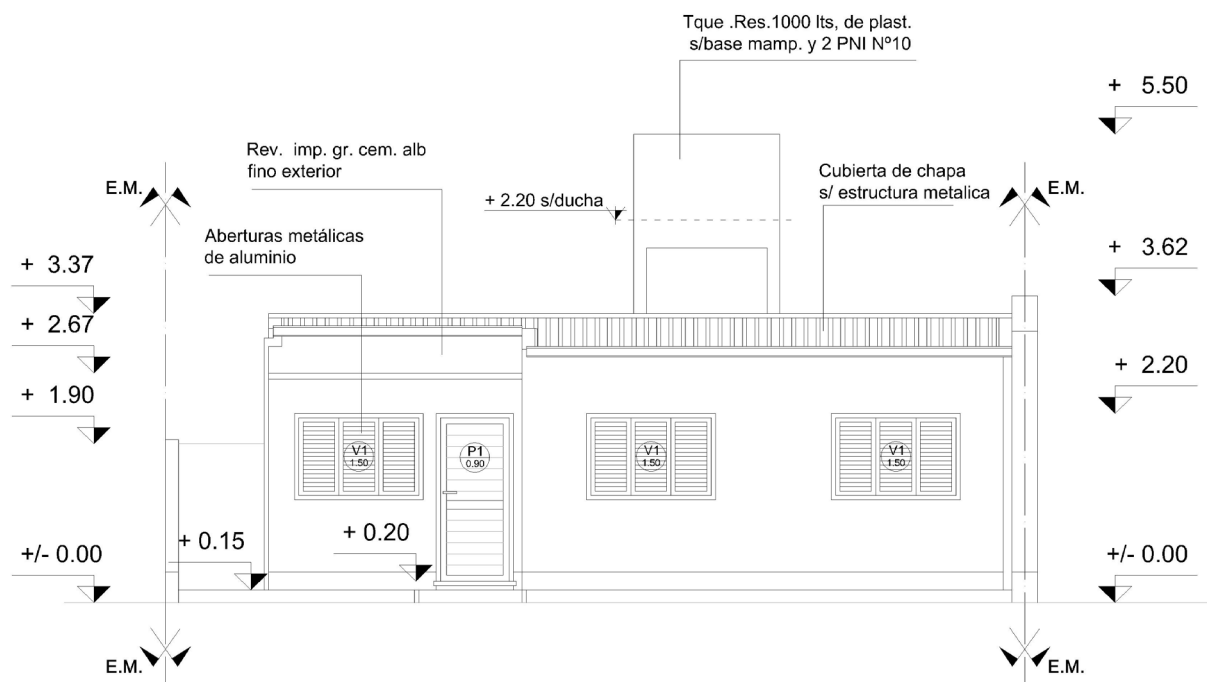 Tque .Res.1000 lts, de plast.
s/base mamp. y 2 PNI Nº10
+ 5.50
Rev. imp. gr. cem. alb
fino exterior
Cubierta de chapa
s/ estructura metalica
E.M.
E.M.
+ 2.20 s/ducha
Aberturas metálicas
de aluminio
+ 3.37
+ 3.62
+ 2.67
+ 2.20
+ 1.90
V1
1.50
P1
0.90
V1
1.50
V1
1.50
+ 0.15
+ 0.20
+/- 0.00
+/- 0.00
E.M.
E.M.